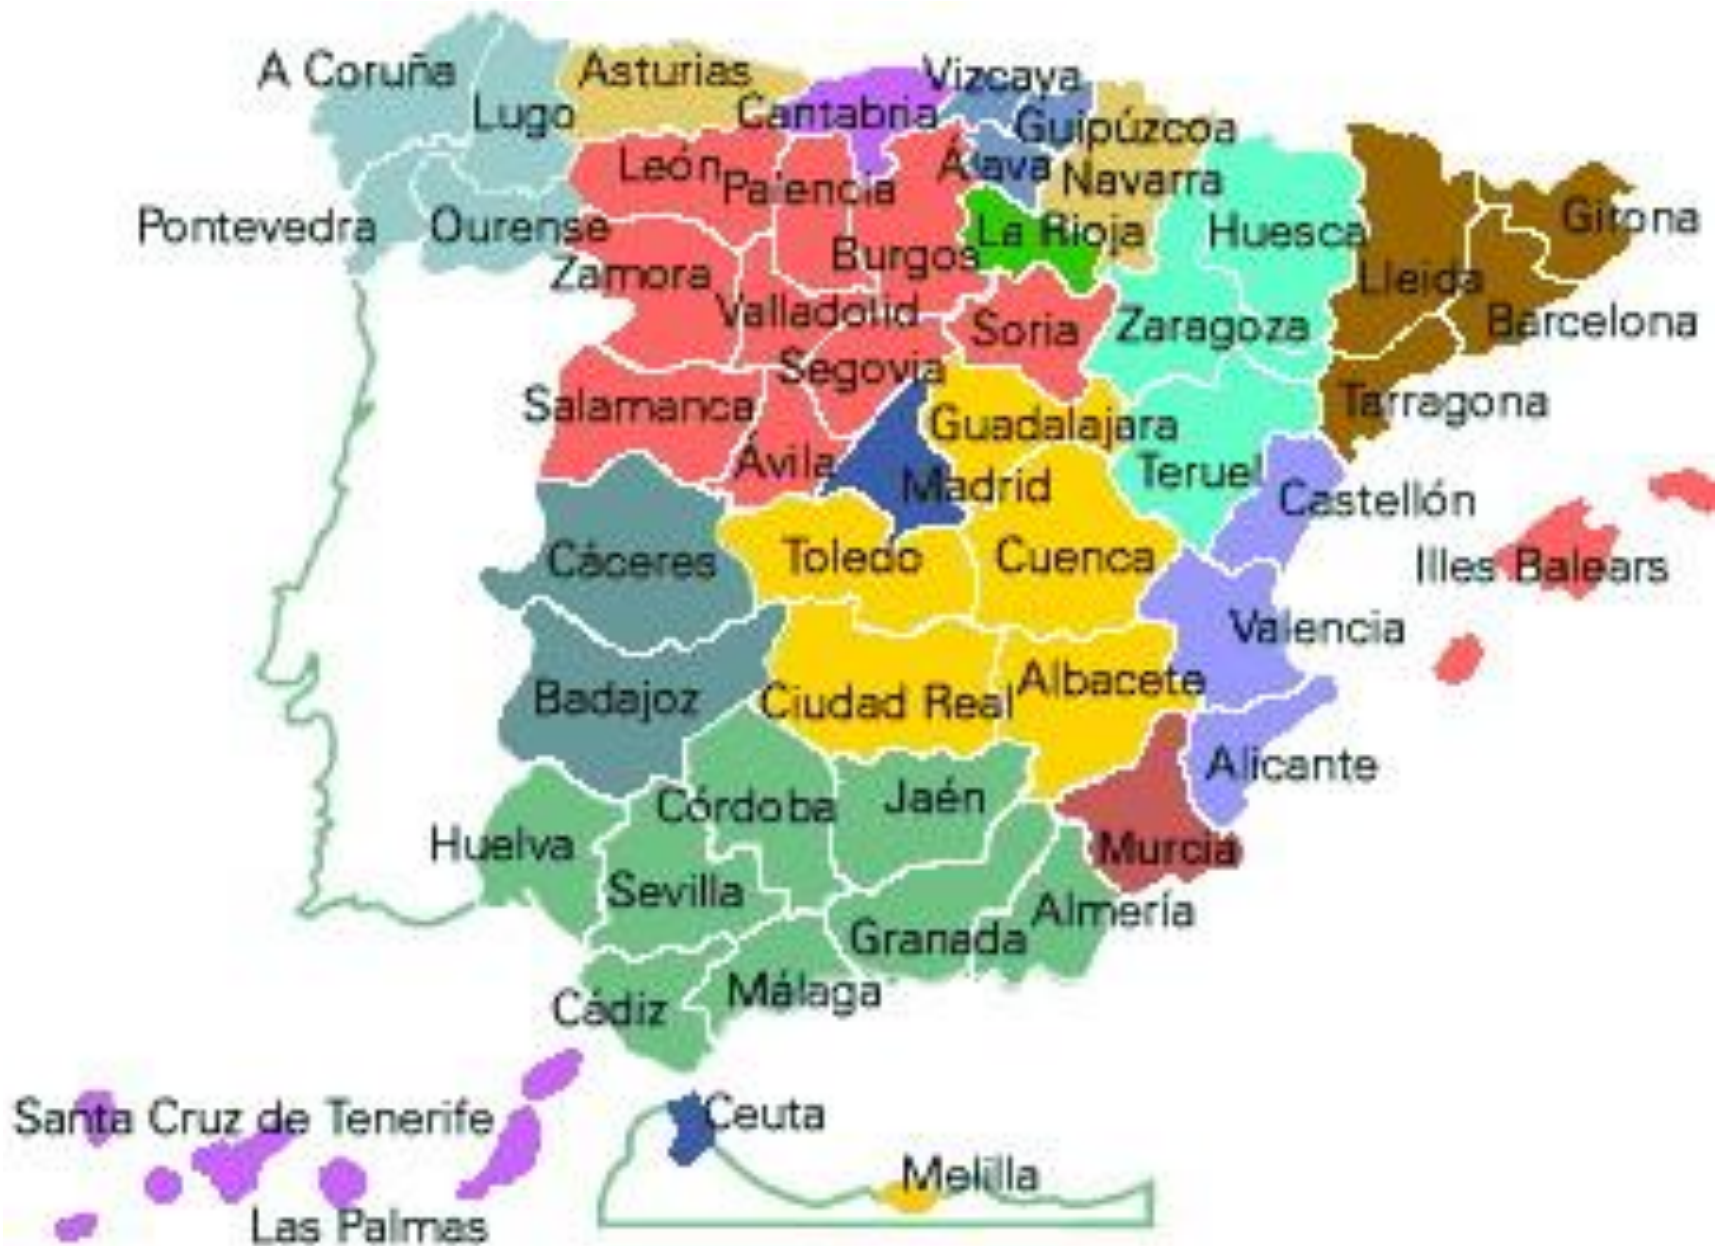 A Coruña
Lugo
Asturias
Cantabria
Vizcaya
Guipúzcoa
Álava
Navarra
León
Palencia
Burgos
La Rioja
Huesca
Lleida
Girona
Barcelona
Pontevedra
Ourense
Zamora
Valladolid
Soria
Zaragoza
Tarragona
Segovia
Salamanca
Ávila
Guadalajara
Madrid
Teruel
Castellón
Illes Balears
Cáceres
Toledo
Cuenca
Valencia
Badajoz
Ciudad Real
Albacete
Alicante
Córdoba
Jaén
Murcia
Huelva
Sevilla
Granada
Almería
Cádiz
Málaga
Santa Cruz de Tenerife
Las Palmas
Ceuta
Melilla